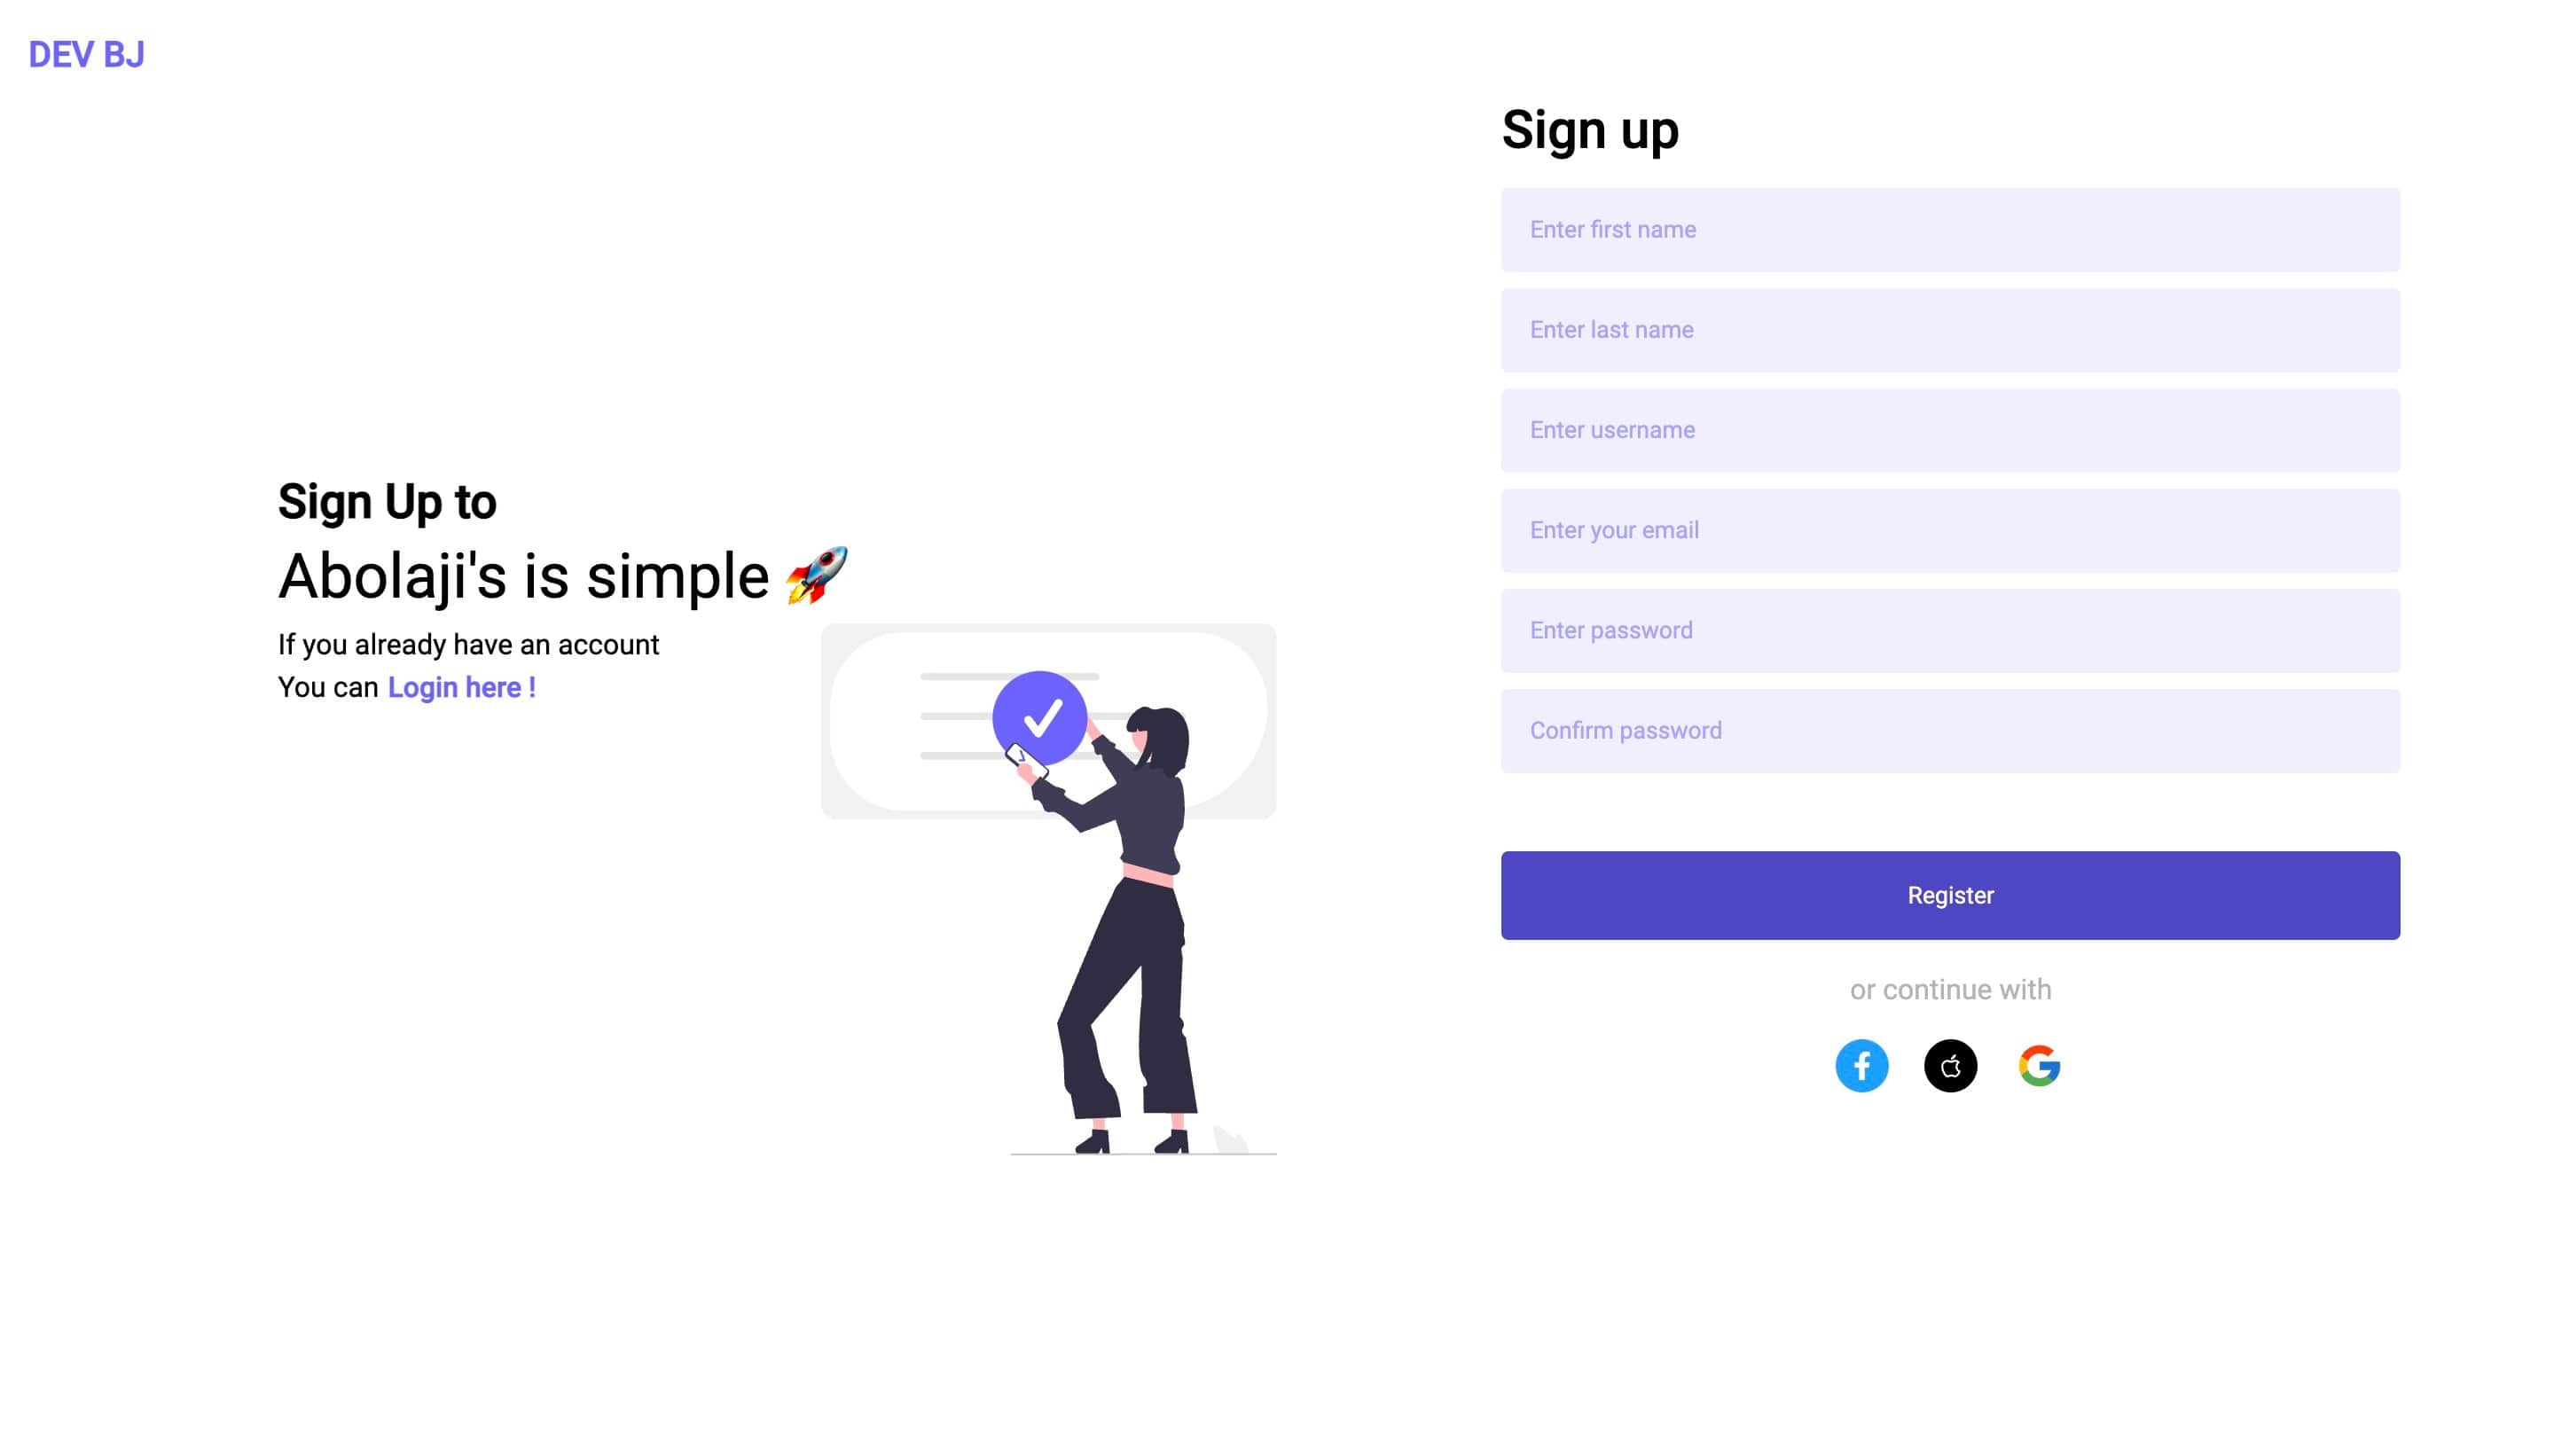 DEV BJ
Sign Up to
Abolaji's is simple 🚀
If you already have an account
You can Login here !
Sign up
Enter first name
Enter last name
Enter username
Enter your email
Enter password
Confirm password
Register
or continue with